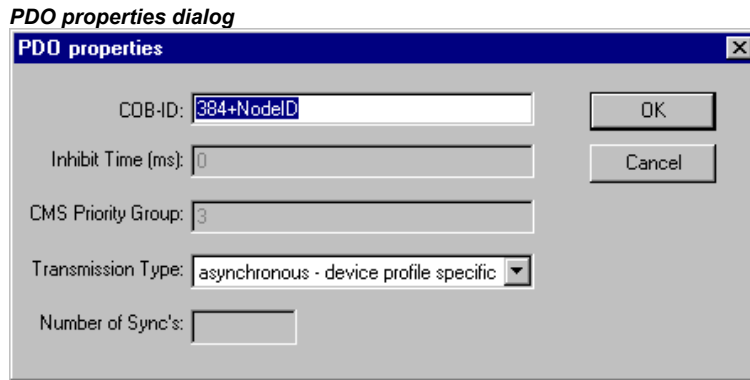 PDO properties dialog
PDO properties
COB-ID: 384+NodeID OK
Inhibit Time (ms): 0 Cancel
CMS Priority Group: 3
Transmission Type: asynchronous - device profile specific
Number of Sync's: